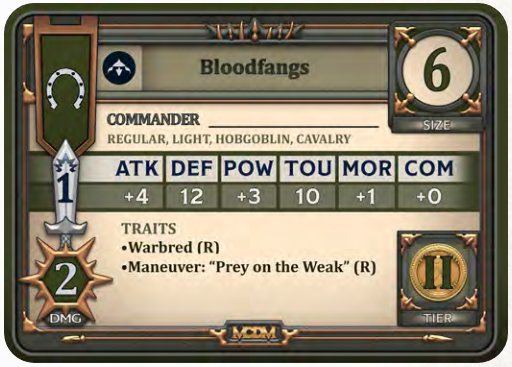 Bloodfangs
6
SIZE
COMMANDER
REGULAR, LIGHT, HOBGOBLIN, CAVALRY
ATK DEF POW TOU MOR COM
+4 12 +3 10 +1 +0
1
TRAITS
•Warbred (R)
•Maneuver: “Prey on the Weak” (R)
2
DMG
II
TIER
MCDM